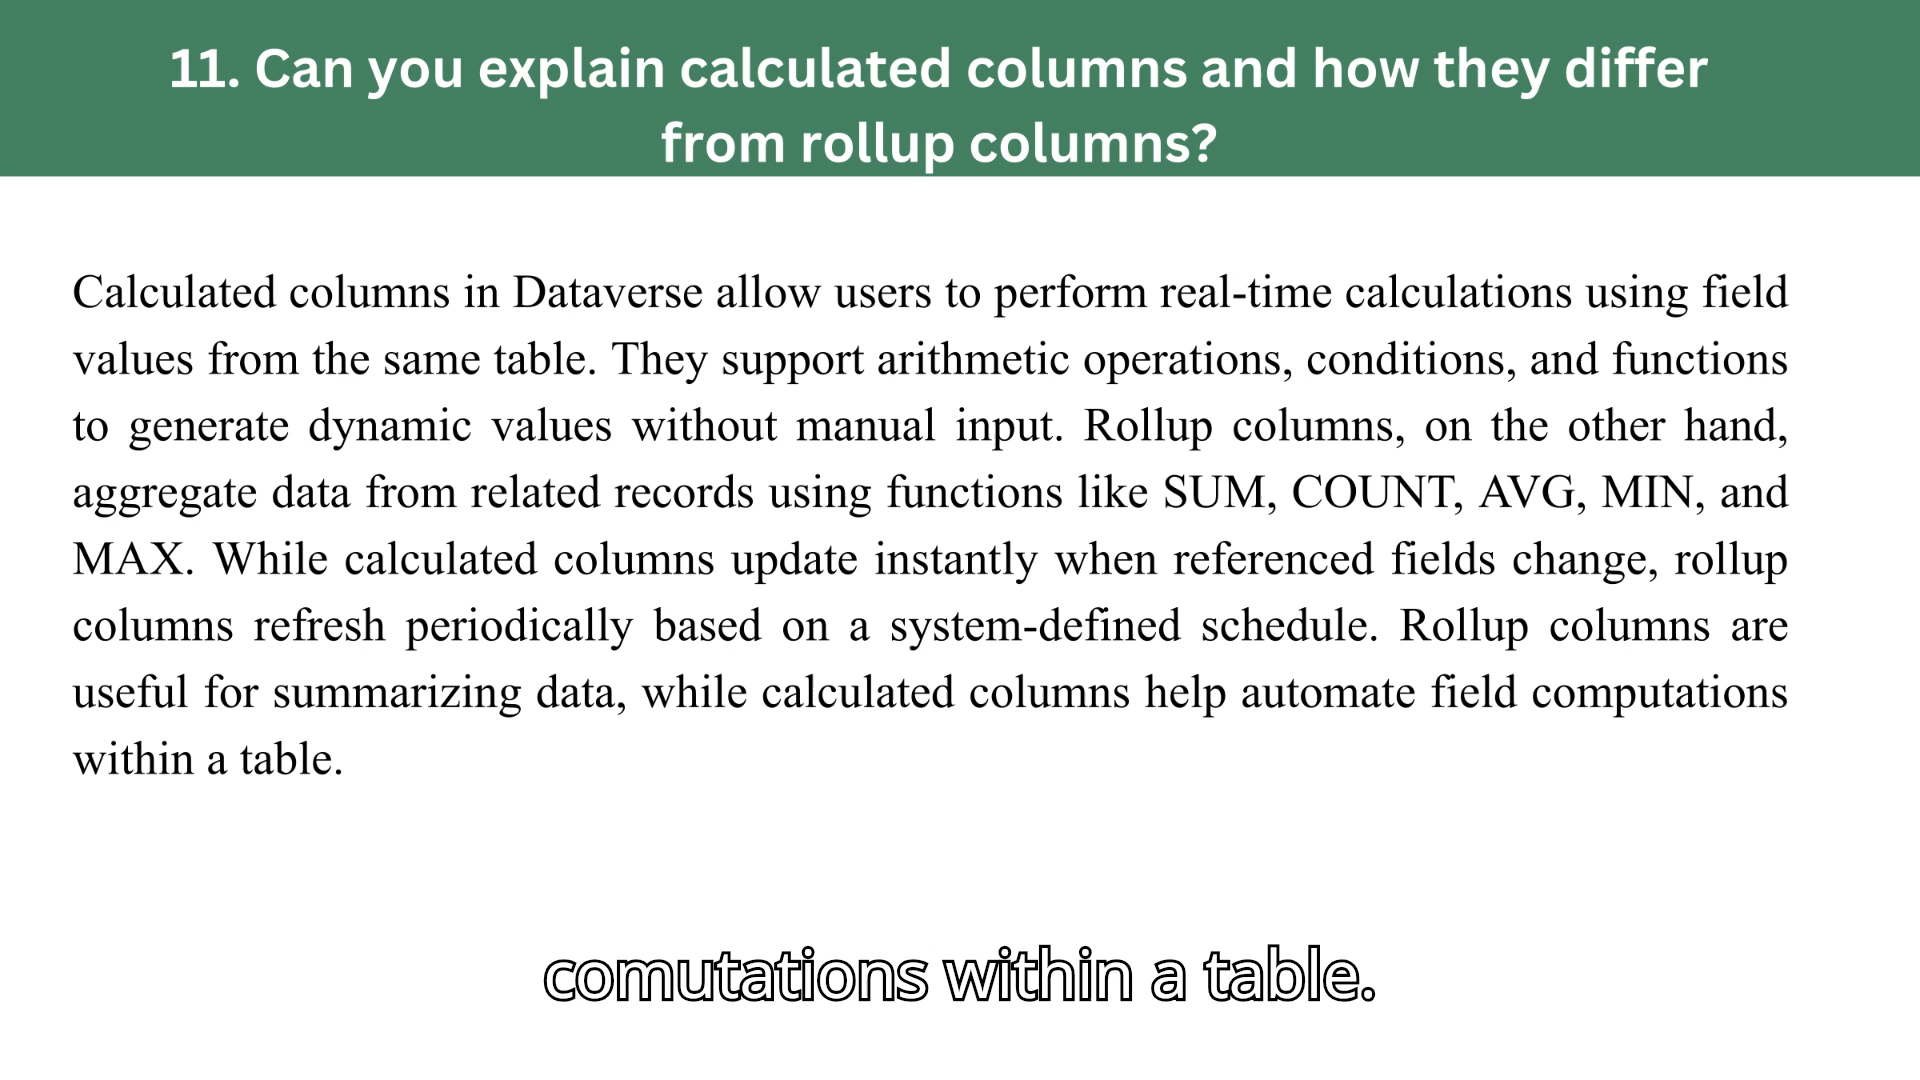 11. Can you explain calculated columns and how they differ
from rollup columns?
Calculated columns in Dataverse allow users to perform real-time calculations using field
values from the same table. They support arithmetic operations, conditions, and functions
to generate dynamic values without manual input. Rollup columns, on the other hand,
aggregate data from related records using functions like SUM, COUNT, AVG, MIN, and
MAX. While calculated columns update instantly when referenced fields change, rollup
columns refresh periodically based on a system-defined schedule. Rollup columns are
useful for summarizing data, while calculated columns help automate field computations
within a table.
comutations within a table.